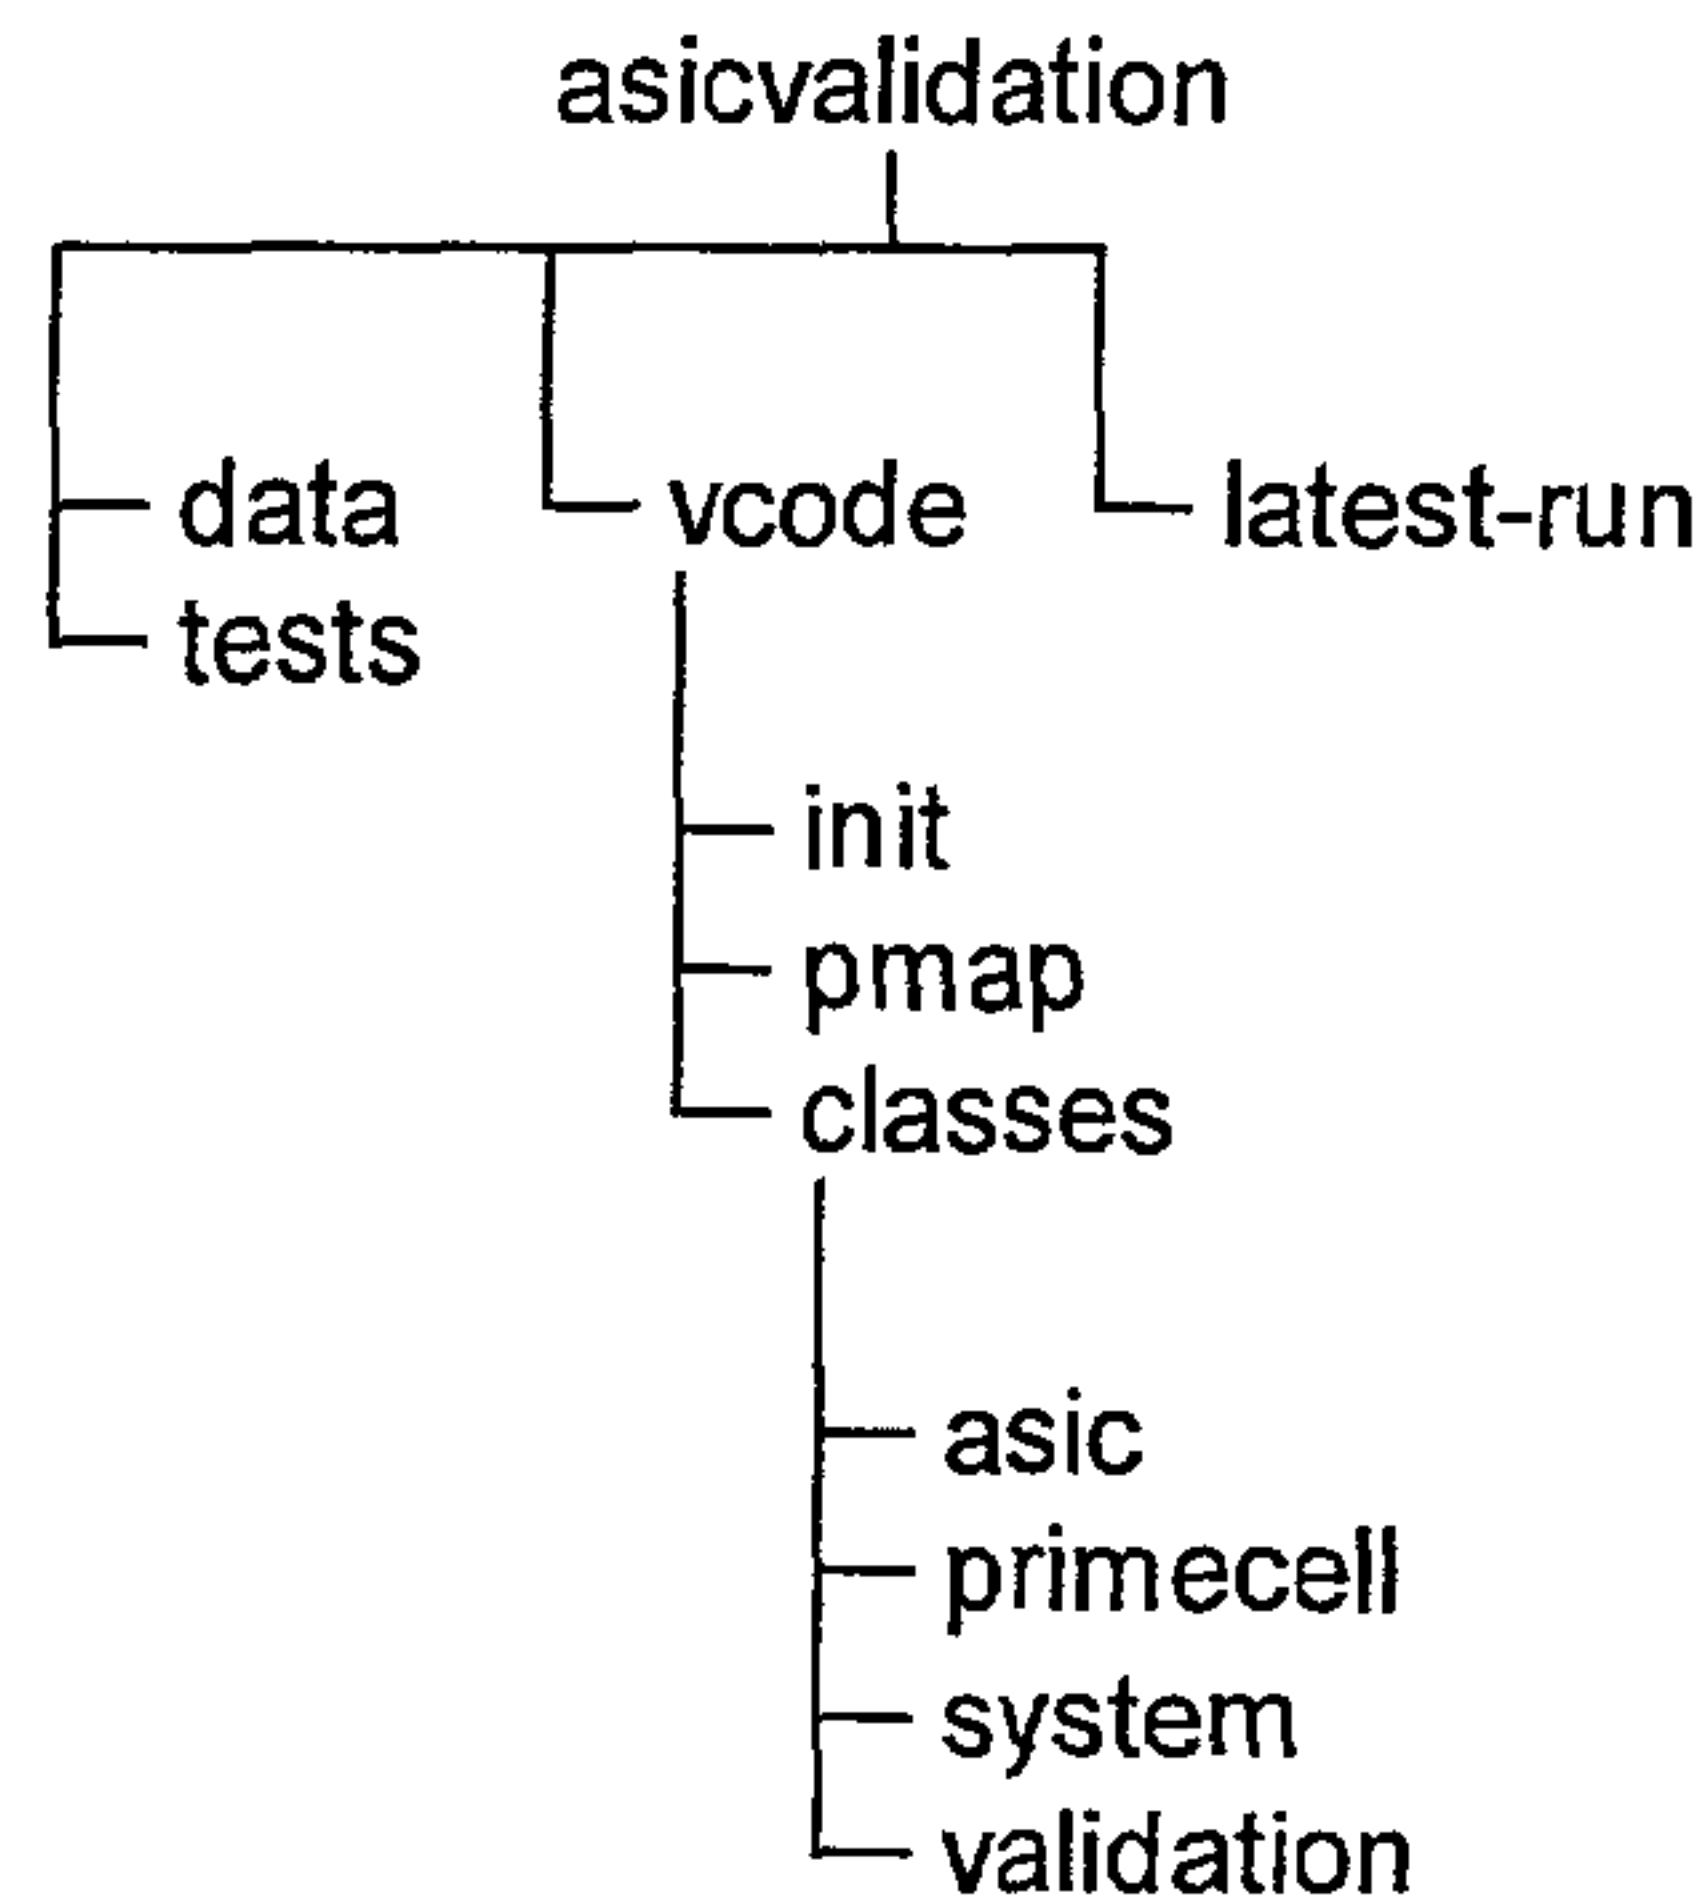 asicvalidation
data
vcode
latest-run
tests
init
pmap
classes
asic
primecell
system
validation